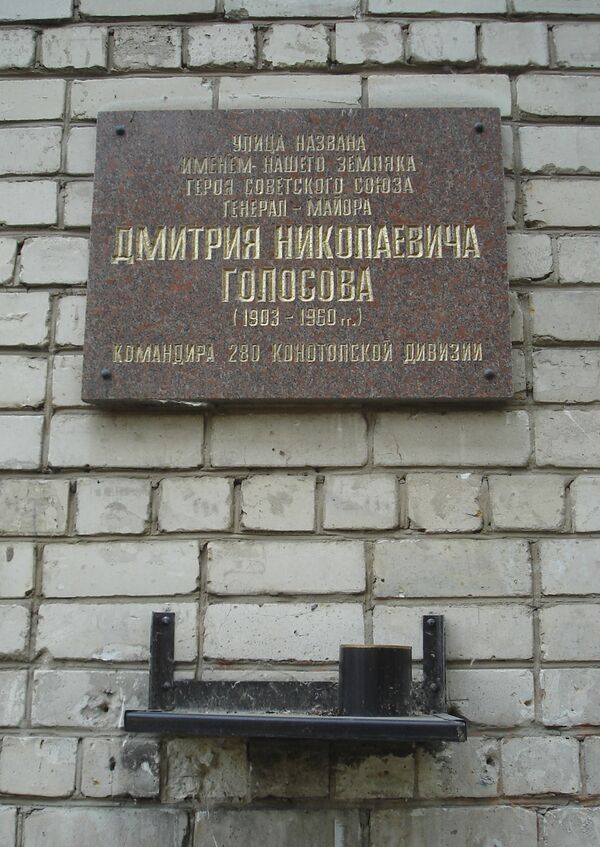 УЛИЦА НАЗВАНА
ИМЕНЕМ НАШЕГО ЗЕМЛЯКА
ГЕРОЯ СОВЕТСКОГО СОЮЗА
ГЕНЕРАЛ - МАЙОРА
ДМИТРИЯ НИКОЛАЕВИЧА
ГОЛОСОВА
(1903 - 1960 гг.)
КОМАНДИРА 280 КОНОТОПСКОЙ ДИВИЗИИ